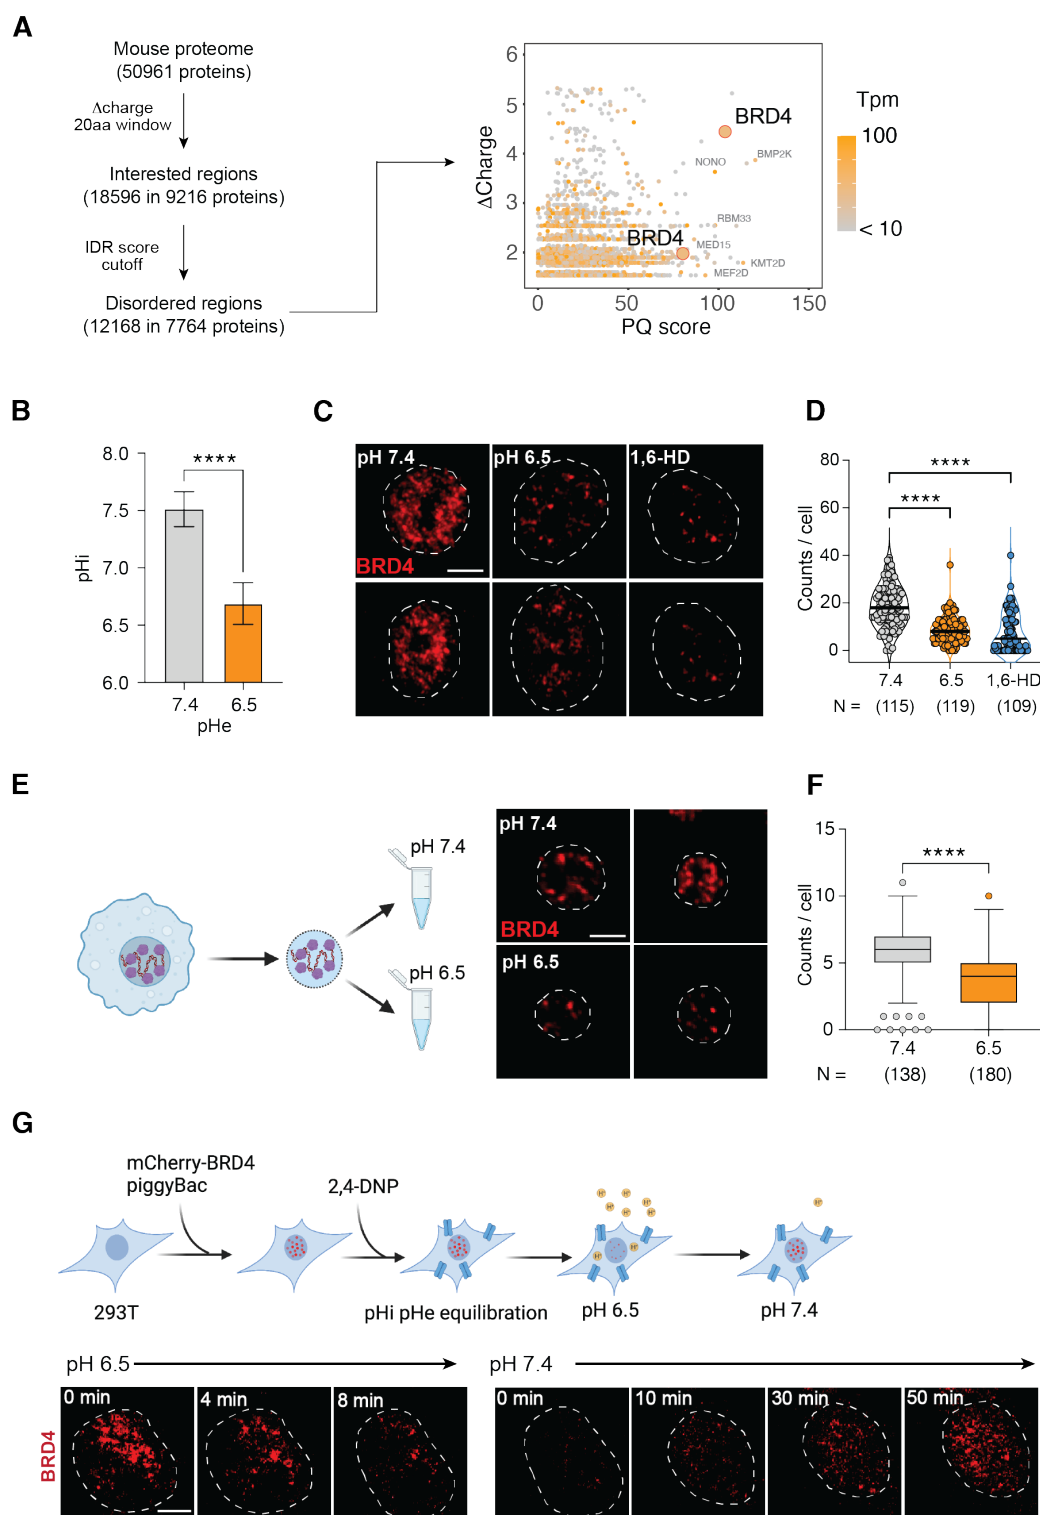 A
Mouse proteome
(50961 proteins)
Δcharge
20aa window
Interested regions
(18596 in 9216 proteins)
IDR score
cutoff
Disordered regions
(12168 in 7764 proteins)
6
5
4
3
2
ΔCharge
0
50
100
150
PQ score
BRD4
NONO
BMP2K
RBM33
BRD4
MED15
KMT2D
MEF2D
Tpm
100
< 10
B
8.0
7.5
7.0
6.5
6.0
pHi
****
7.4
6.5
pHe
C
pH 7.4
pH 6.5
1,6-HD
BRD4
D
80
60
40
20
0
Counts / cell
****
****
7.4
6.5
1,6-HD
N =
(115)
(119)
(109)
E
pH 7.4
pH 6.5
pH 7.4
BRD4
pH 6.5
F
15
10
5
0
Counts / cell
****
7.4
6.5
N =
(138)
(180)
G
mCherry-BRD4
piggyBac
2,4-DNP
293T
pHi pHe equilibration
H⁺
H⁺
H⁺
H⁺
H⁺
H⁺
H⁺
H⁺
pH 6.5
pH 7.4
pH 6.5
pH 7.4
BRD4
0 min
4 min
8 min
0 min
10 min
30 min
50 min